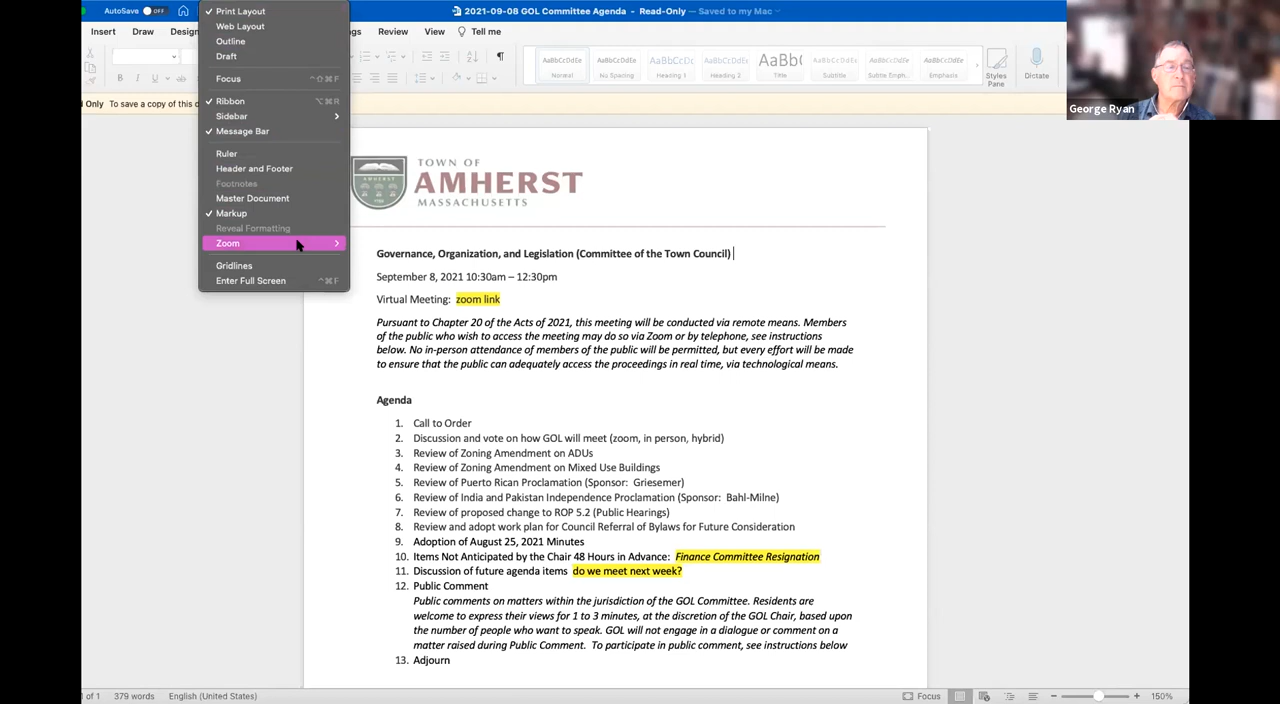 AutoSave OFF
2021-09-08 GOL Committee Agenda - Read-Only — Saved to my Mac
Insert Draw Desig
gs Review View Tell me
Print Layout
Web Layout
Outline
Draft
Focus ⌃⇧⌘F
Ribbon ⌥⌘R
Sidebar
Message Bar
Ruler
Header and Footer
Footnotes
Master Document
Markup
Reveal Formatting
Zoom
Gridlines
Enter Full Screen ^⌘F
AaBbCcDdEe AaBbCcDdEe AaBbCcDc AaBbCcDdEe AaBb( AaBbCcDdEe AaBbCcDdEe AaBbCcDdEe
Normal No Spacing Heading 1 Heading 2 Title Subtitle Subtle Emph... Emphasis
Styles Pane
Dictate
Only To save a copy of this d
George Ryan
TOWN OF
AMHERST
MASSACHUSETTS
Governance, Organization, and Legislation (Committee of the Town Council)
September 8, 2021 10:30am – 12:30pm
Virtual Meeting: zoom link
Pursuant to Chapter 20 of the Acts of 2021, this meeting will be conducted via remote means. Members
of the public who wish to access the meeting may do so via Zoom or by telephone, see instructions
below. No in-person attendance of members of the public will be permitted, but every effort will be made
to ensure that the public can adequately access the proceedings in real time, via technological means.
Agenda
1. Call to Order
2. Discussion and vote on how GOL will meet (zoom, in person, hybrid)
3. Review of Zoning Amendment on ADUs
4. Review of Zoning Amendment on Mixed Use Buildings
5. Review of Puerto Rican Proclamation (Sponsor: Griesemer)
6. Review of India and Pakistan Independence Proclamation (Sponsor: Bahl-Milne)
7. Review of proposed change to ROP 5.2 (Public Hearings)
8. Review and adopt work plan for Council Referral of Bylaws for Future Consideration
9. Adoption of August 25, 2021 Minutes
10. Items Not Anticipated by the Chair 48 Hours in Advance: Finance Committee Resignation
11. Discussion of future agenda items do we meet next week?
12. Public Comment
Public comments on matters within the jurisdiction of the GOL Committee. Residents are
welcome to express their views for 1 to 3 minutes, at the discretion of the GOL Chair, based upon
the number of people who want to speak. GOL will not engage in a dialogue or comment on a
matter raised during Public Comment. To participate in public comment, see instructions below
13. Adjourn
1 of 1 379 words English (United States) Focus 150%